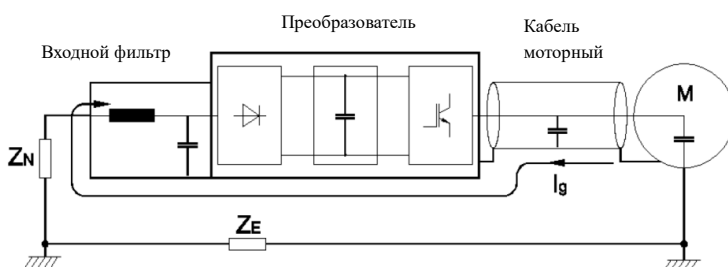 Преобразователь
Входной фильтр
Кабель
моторный
M
ZN
Ig
ZE